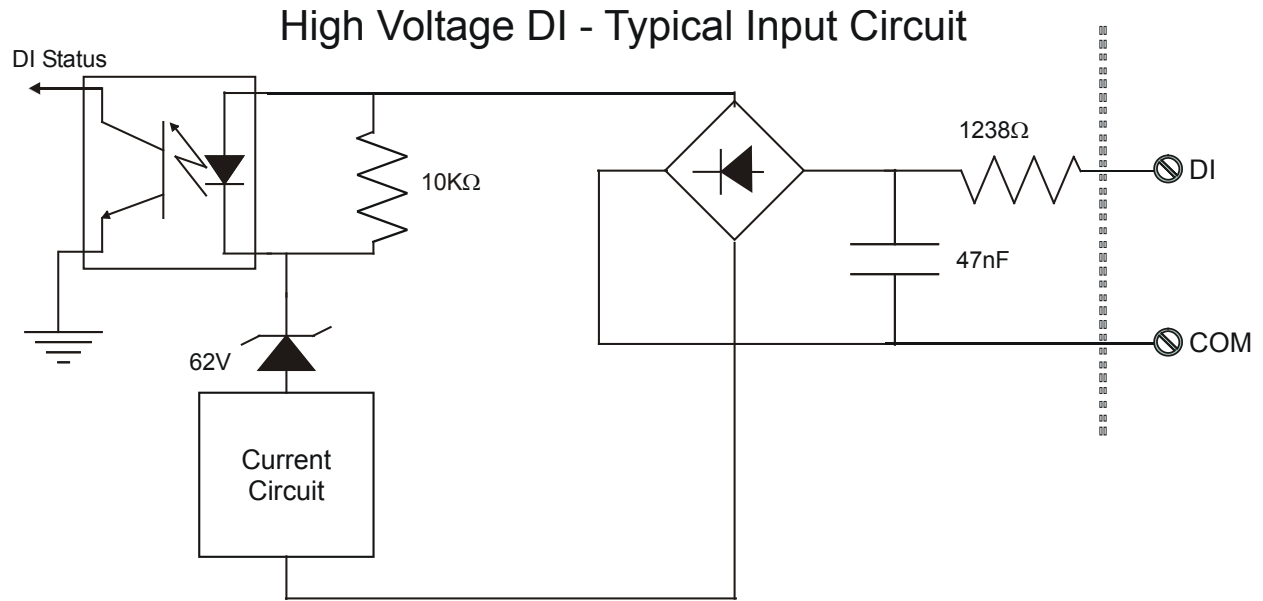 High Voltage DI - Typical Input Circuit
DI Status
1238Ω
DI
10KΩ
47nF
COM
62V
Current
Circuit